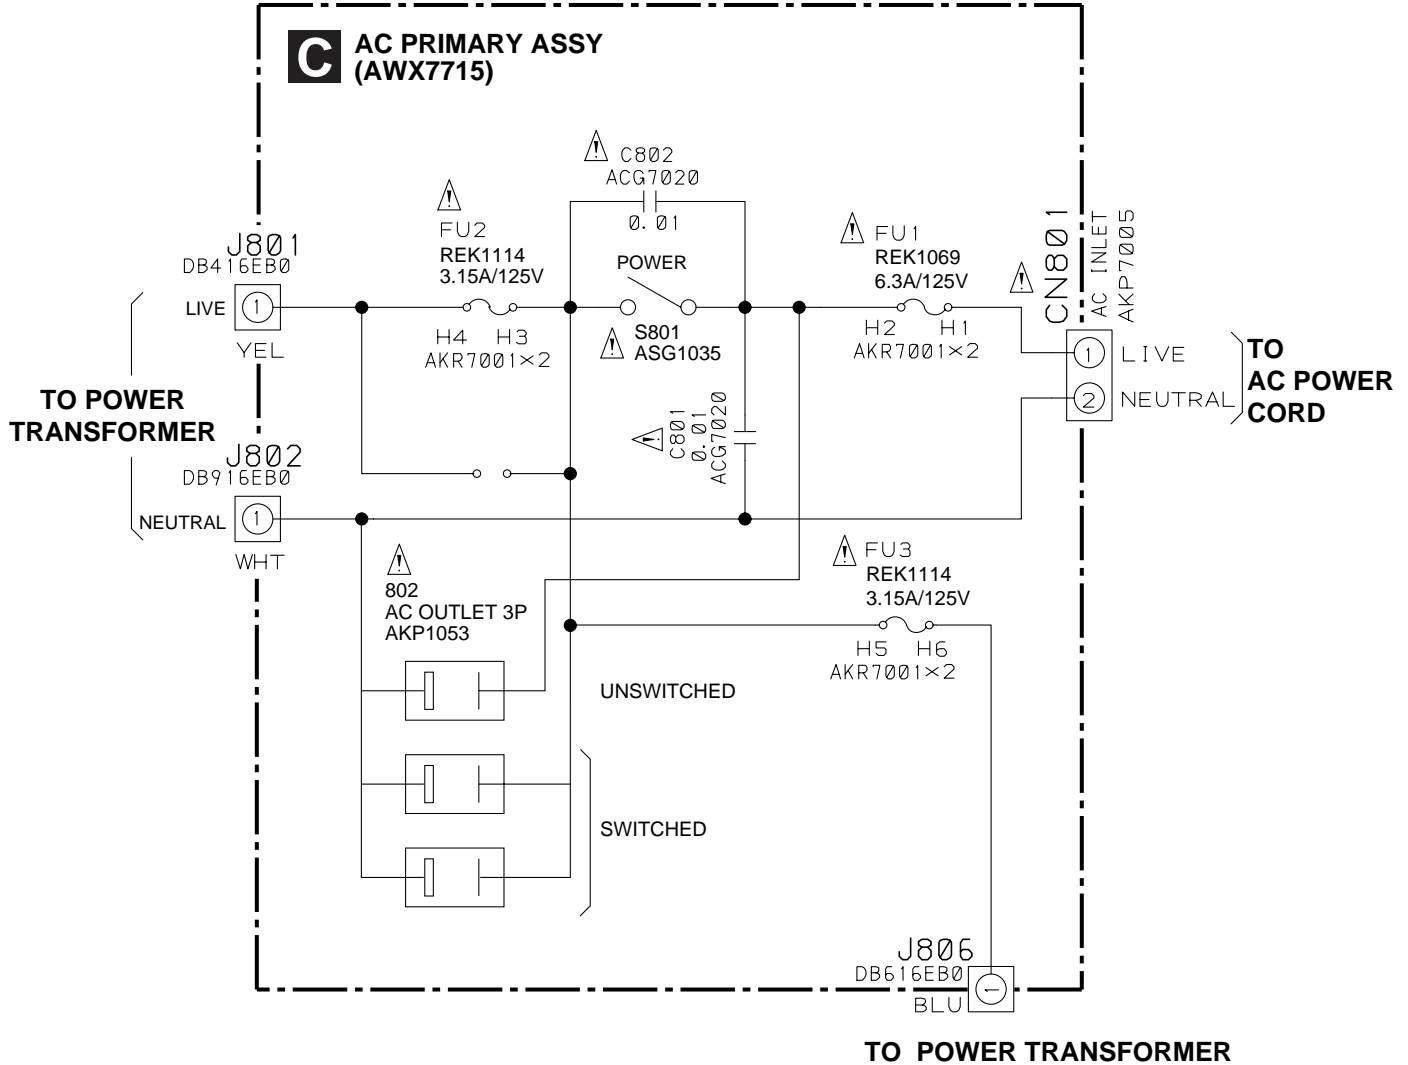 C
AC PRIMARY ASSY
(AWX7715)
C802
ACG7020
0.01
FU2
REK1114
3.15A/125V
H4 H3
AKR7001×2
POWER
S801
ASG1035
FU1
REK1069
6.3A/125V
H2 H1
AKR7001×2
CN801
AC INLET
AKP7005
1 LIVE
2 NEUTRAL
TO
AC POWER
CORD
J801
DB416EB0
LIVE 1
YEL
TO POWER
TRANSFORMER
J802
DB916EB0
NEUTRAL 1
WHT
C801
0.01
ACG7020
802
AC OUTLET 3P
AKP1053
FU3
REK1114
3.15A/125V
H5 H6
AKR7001×2
UNSWITCHED
SWITCHED
J806
DB616EB0
BLU 1
TO POWER TRANSFORMER